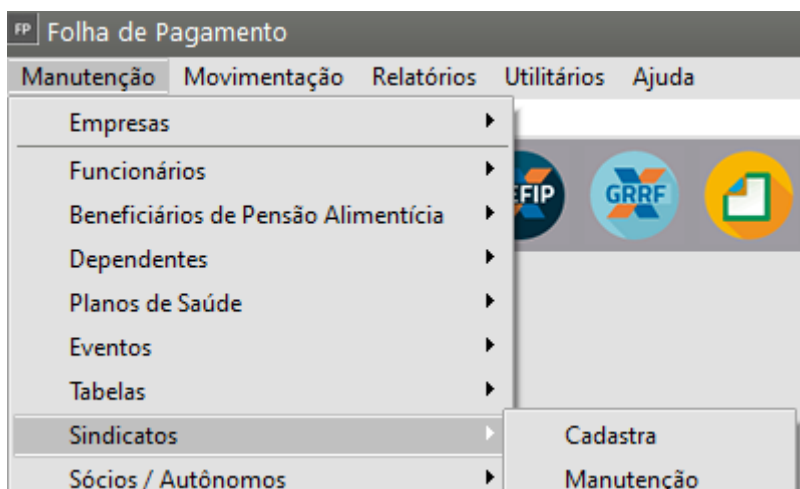 FP Folha de Pagamento
Manutenção Movimentação Relatórios Utilitários Ajuda
Empresas
Funcionários
EFIP GRRF
Beneficiários de Pensão Alimentícia
Dependentes
Planos de Saúde
Eventos
Tabelas
Sindicatos Cadastra
Sócios / Autônomos Manutenção